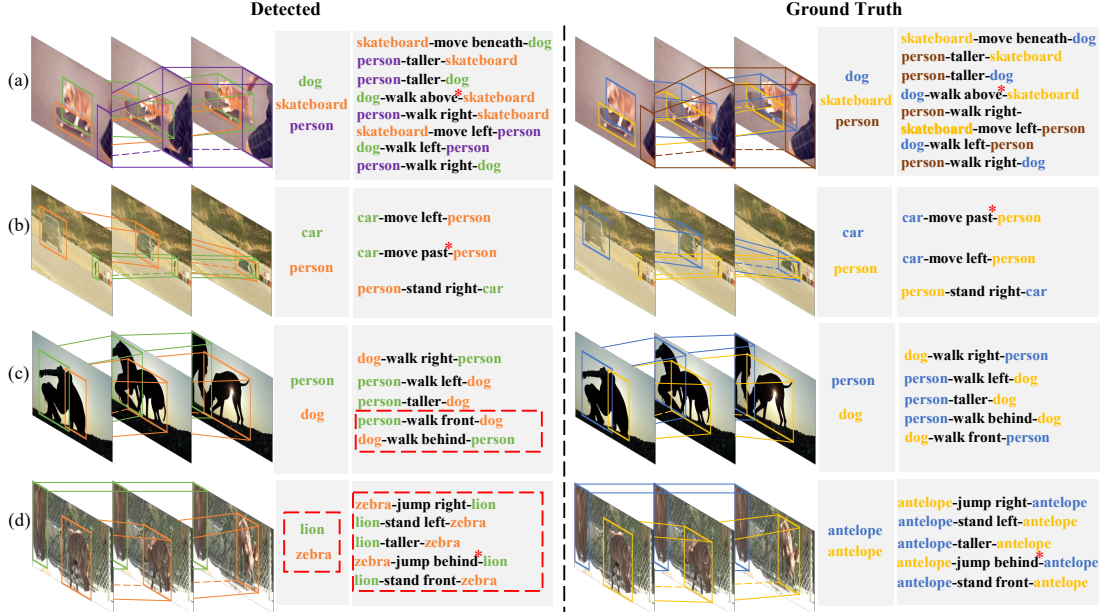 Detected
Ground Truth
(a)
dog
skateboard
person
skateboard-move beneath-dog
person-taller-skateboard
person-taller-dog
dog-walk above*-skateboard
person-walk right-skateboard
skateboard-move left-person
dog-walk left-person
person-walk right-dog
dog
skateboard
person
skateboard-move beneath-dog
person-taller-skateboard
person-taller-dog
dog-walk above*-skateboard
person-walk right-
skateboard-move left-person
dog-walk left-person
person-walk right-dog
(b)
car
person
car-move left-person
car-move past*-person
person-stand right-car
car
person
car-move past*-person
car-move left-person
person-stand right-car
(c)
person
dog
dog-walk right-person
person-walk left-dog
person-taller-dog
person-walk front-dog
dog-walk behind-person
person
dog
dog-walk right-person
person-walk left-dog
person-taller-dog
person-walk behind-dog
dog-walk front-person
(d)
lion
zebra
zebra-jump right-lion
lion-stand left-zebra
lion-taller-zebra
zebra-jump behind*-lion
lion-stand front-zebra
antelope
antelope
antelope-jump right-antelope
antelope-stand left-antelope
antelope-taller-antelope
antelope-jump behind*-antelope
antelope-stand front-antelope